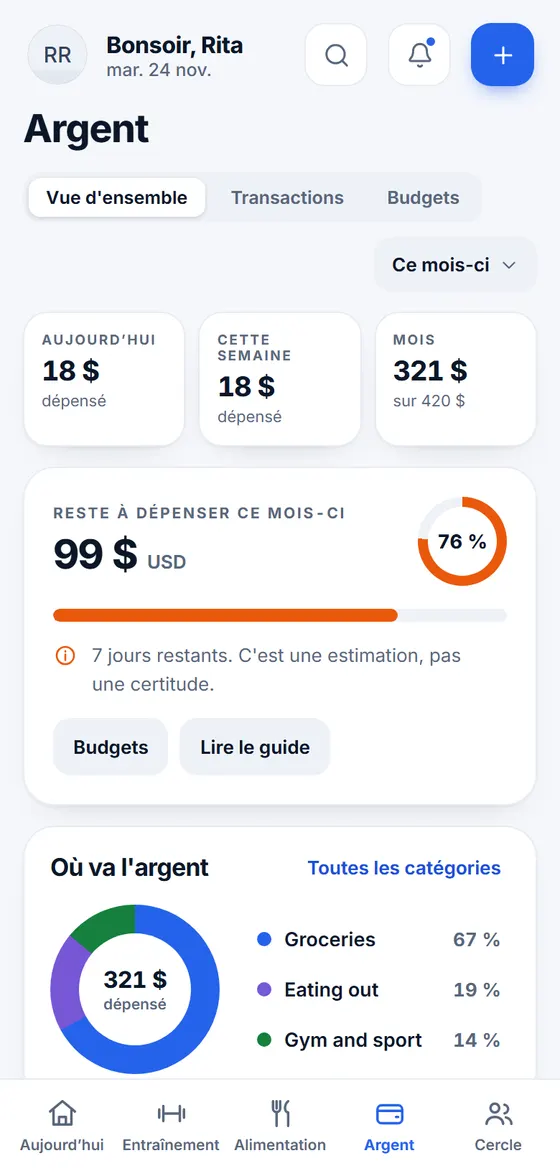 RR
Bonsoir, Rita
mar. 24 nov.
Argent
Vue d'ensemble
Transactions
Budgets
Ce mois-ci
AUJOURD’HUI
18 $
dépensé
CETTE
SEMAINE
18 $
dépensé
MOIS
321 $
sur 420 $
RESTE À DÉPENSER CE MOIS-CI
99 $ USD
76 %
7 jours restants. C'est une estimation, pas
une certitude.
Budgets
Lire le guide
Où va l'argent
Toutes les catégories
321 $
dépensé
Groceries 67 %
Eating out 19 %
Gym and sport 14 %
Aujourd’hui
Entraînement
Alimentation
Argent
Cercle